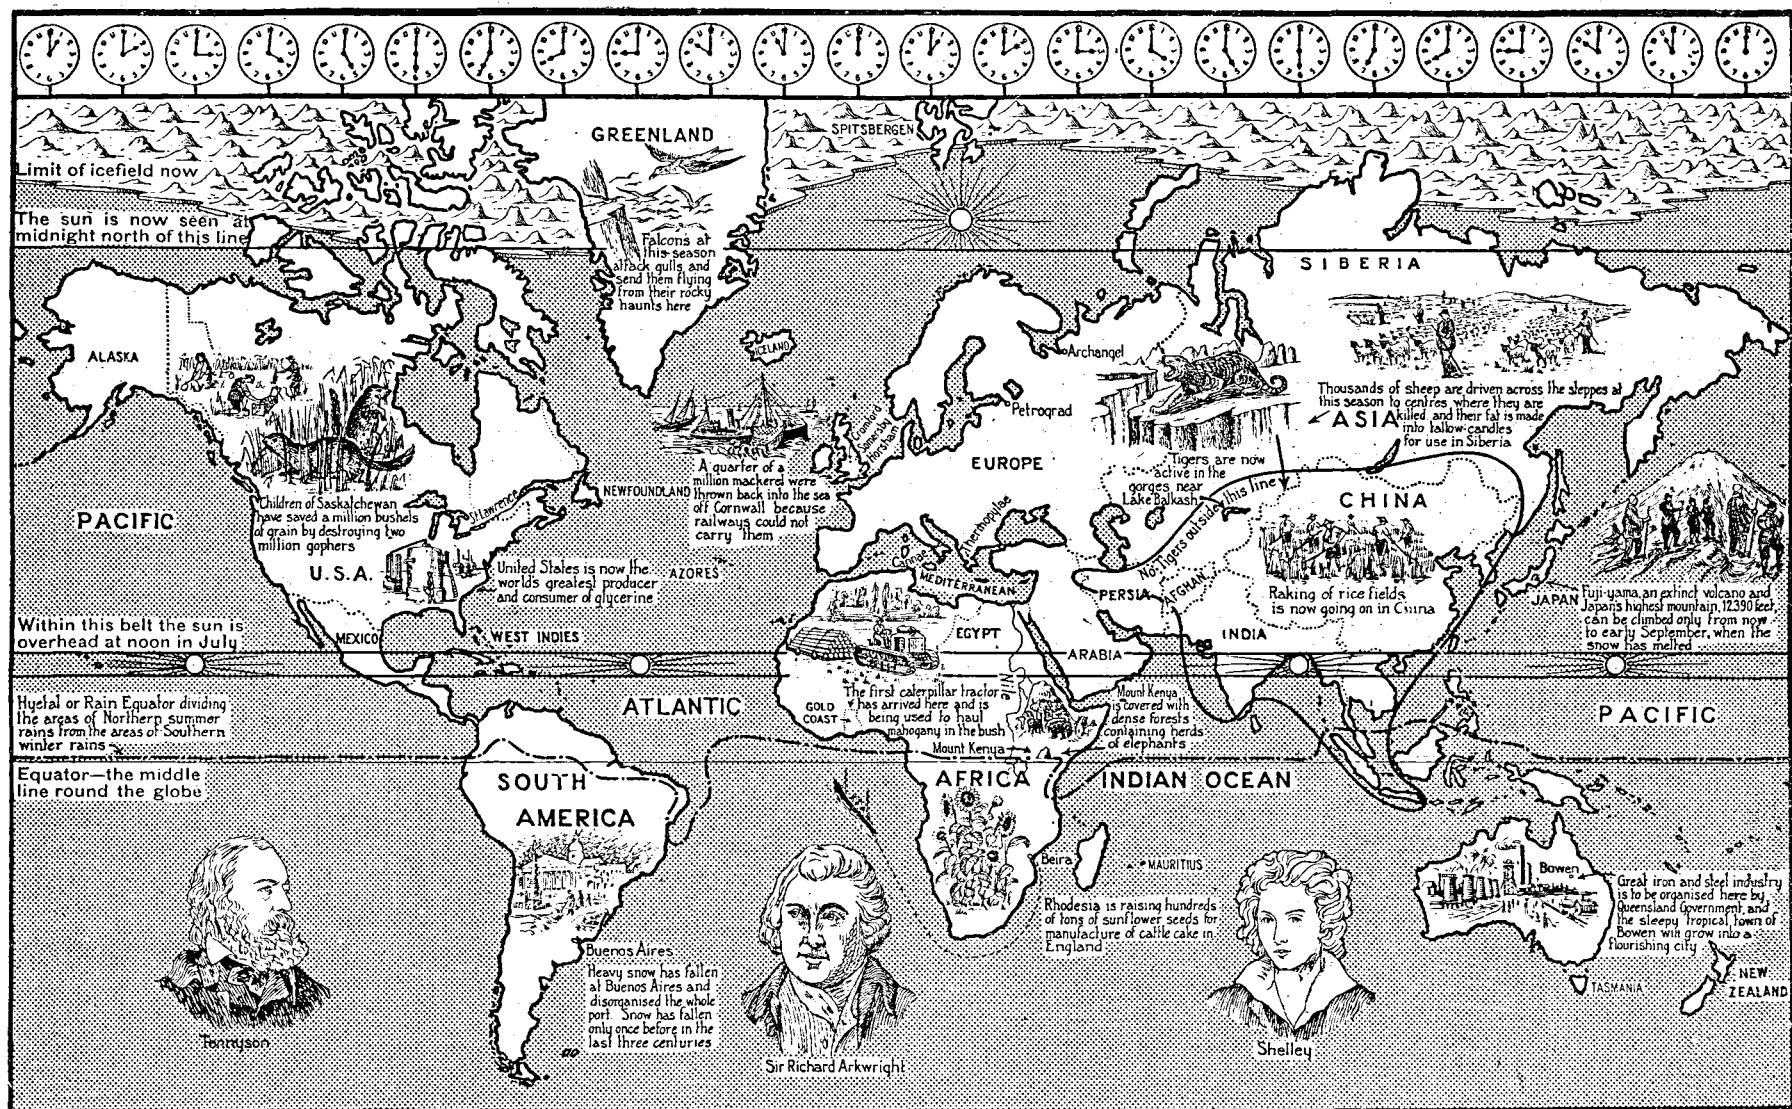 GREENLAND
SPITSBERGEN
Limit of icefield now
The sun is now seen at
midnight north of this line
Falcons at
this season
attack gulls and
send them flying
from their rocky
haunts here
SIBERIA
ALASKA
ICELAND
Archangel
Petrograd
Cromford
Somersby
Horsham
Thousands of sheep are driven across the steppes at
this season to centres where they are
killed and their fat is made
into tallow-candles
for use in Siberia
ASIA
EUROPE
Tigers are now
active in the
gorges near
Lake Balkash
No tigers outside this line
CHINA
A quarter of a
million mackerel were
thrown back into the sea
off Cornwall because
railways could not
carry them
NEWFOUNDLAND
St Lawrence
Children of Saskatchewan
have saved a million bushels
of grain by destroying two
million gophers
PACIFIC
U.S.A.
United States is now the
world's greatest producer
and consumer of glycerine
AZORES
Cannae
Thermopylae
MEDITERRANEAN
PERSIA
AFGHAN
Raking of rice fields
is now going on in China
JAPAN
Fuji-yama, an extinct volcano and
Japan's highest mountain, 12,390 feet,
can be climbed only from now
to early September, when the
snow has melted
Within this belt the sun is
overhead at noon in July
MEXICO
WEST INDIES
EGYPT
ARABIA
INDIA
Nile
Hyetal or Rain Equator dividing
the areas of Northern summer
rains from the areas of Southern
winter rains
ATLANTIC
GOLD
COAST
The first caterpillar tractor
has arrived here and is
being used to haul
mahogany in the bush
Mount Kenya
is covered with
dense forests
containing herds
of elephants
Mount Kenya
PACIFIC
Equator—the middle
line round the globe
SOUTH
AMERICA
AFRICA
INDIAN OCEAN
Beira
MAURITIUS
Rhodesia is raising hundreds
of tons of sunflower seeds for
manufacture of cattle cake in
England
Bowen
Great iron and steel industry
is to be organised here by
Queensland Government, and
the sleepy tropical town of
Bowen will grow into a
flourishing city
Buenos Aires
Heavy snow has fallen
at Buenos Aires and
disorganised the whole
port. Snow has fallen
only once before in the
last three centuries
TASMANIA
NEW
ZEALAND
Tennyson
Sir Richard Arkwright
Shelley